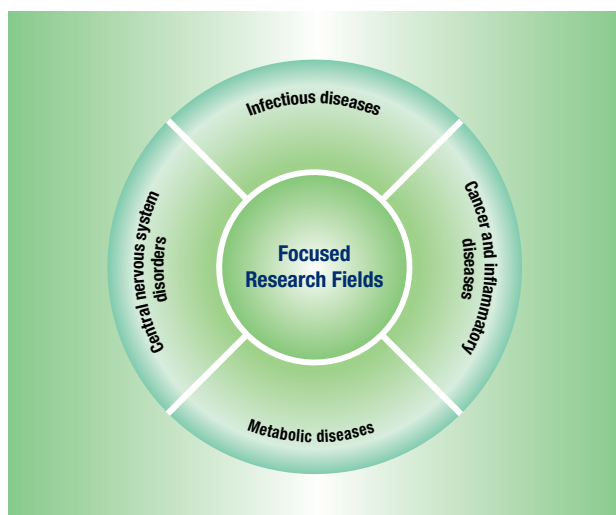 Infectious diseases
Cancer and inflammatory
diseases
Focused
Research Fields
Central nervous system
disorders
Metabolic diseases